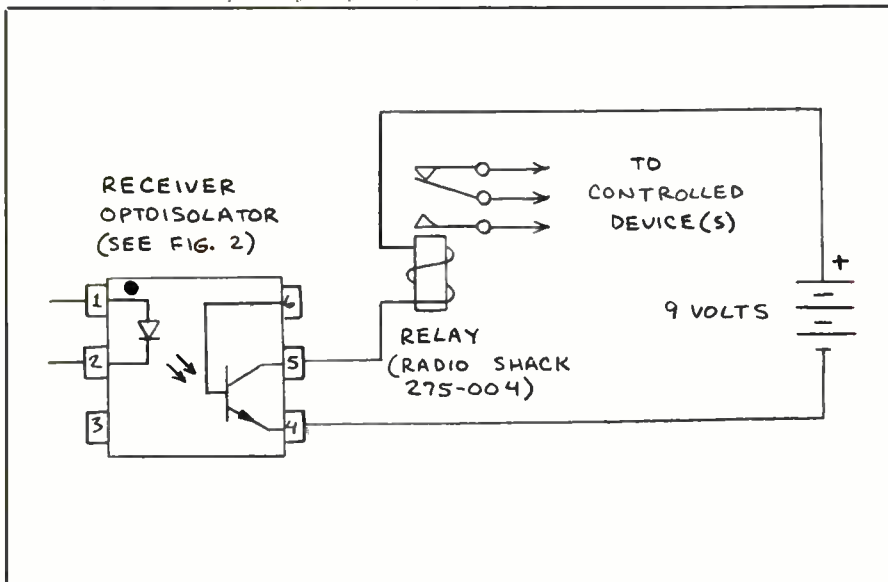 RECEIVER
OPTOISOLATOR
(SEE FIG. 2)
TO
CONTROLLED
DEVICE(S)
1
2
3
6
5
4
RELAY
(RADIO SHACK
275-004)
9 VOLTS
+